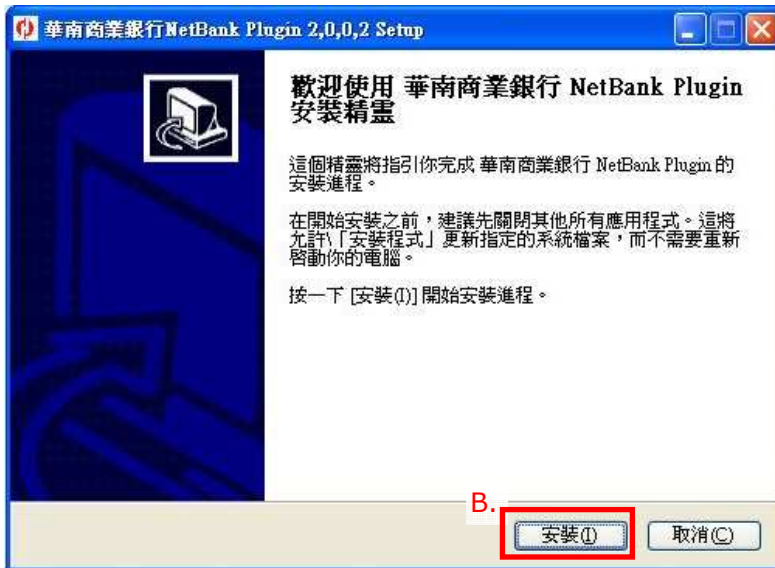 華南商業銀行NetBank Plugin 2,0,0,2 Setup
歡迎使用 華南商業銀行 NetBank Plugin
安裝精靈
這個精靈將指引你完成 華南商業銀行 NetBank Plugin 的
安裝進程。
在開始安裝之前，建議先關閉其他所有應用程式。這將
允許\「安裝程式」更新指定的系統檔案，而不需要重新
啓動你的電腦。
按一下 [安裝(I)] 開始安裝進程。
B.
安裝(I)
取消(C)